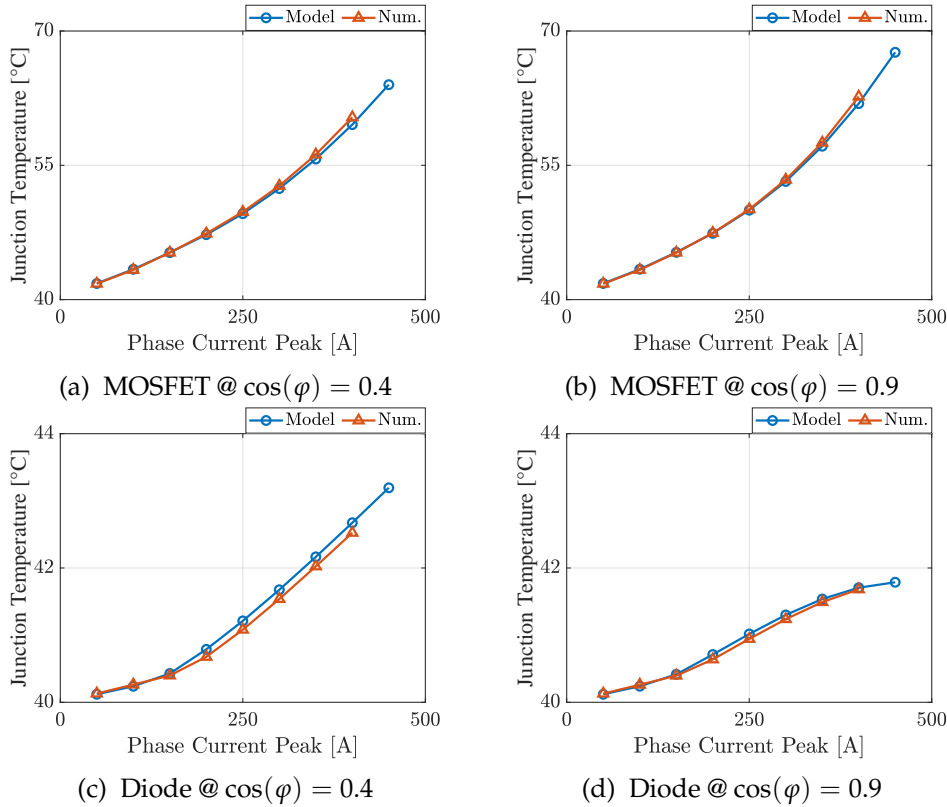 Model Num.
70
55
40
Junction Temperature [°C]
0 250 500
Phase Current Peak [A]
(a) MOSFET @ cos(φ) = 0.4
Model Num.
70
55
40
Junction Temperature [°C]
0 250 500
Phase Current Peak [A]
(b) MOSFET @ cos(φ) = 0.9
Model Num.
44
42
40
Junction Temperature [°C]
0 250 500
Phase Current Peak [A]
(c) Diode @ cos(φ) = 0.4
Model Num.
44
42
40
Junction Temperature [°C]
0 250 500
Phase Current Peak [A]
(d) Diode @ cos(φ) = 0.9